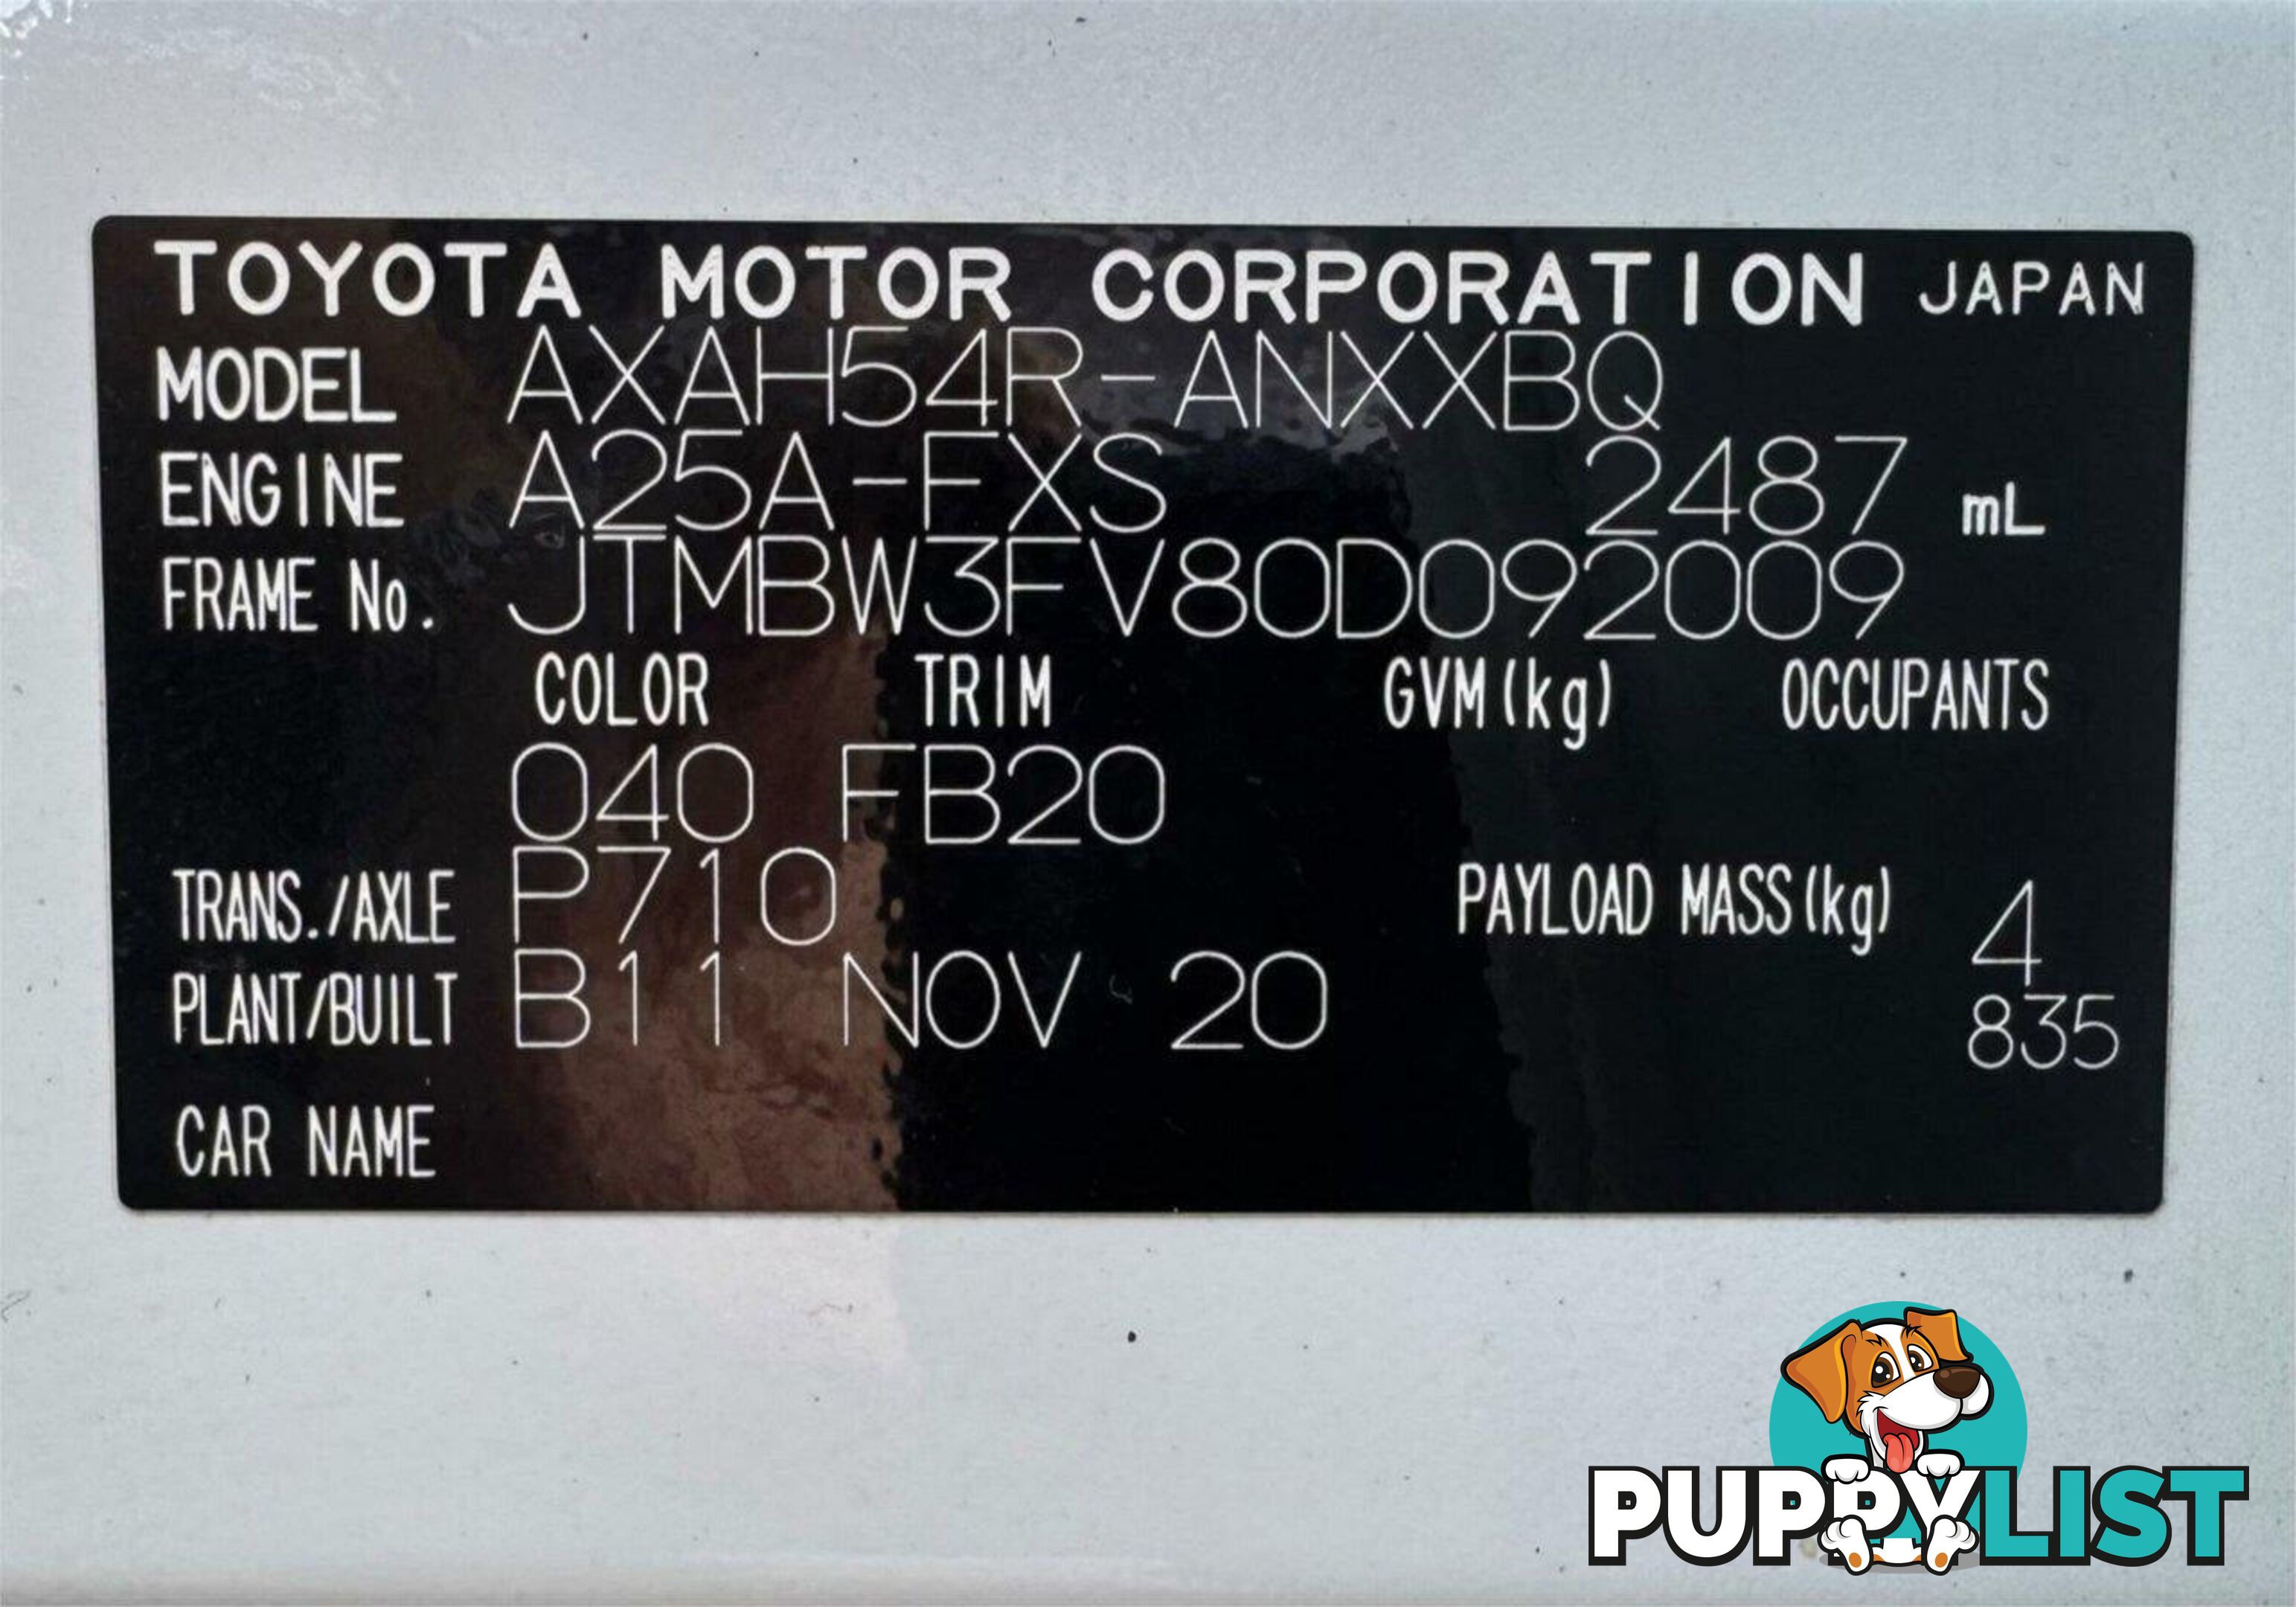 TOYOTA MOTOR CORPORATION JAPAN
MODEL AXAH54R-ANXXBQ
ENGINE A25A-FXS 2487 mL
FRAME No. JTMBW3FV80D092009
COLOR TRIM GVM(kg) OCCUPANTS
040 FB20
TRANS./AXLE P710 PAYLOAD MASS(kg) 4
PLANT/BUILT B11 NOV 20 835
CAR NAME
PUPPYLIST